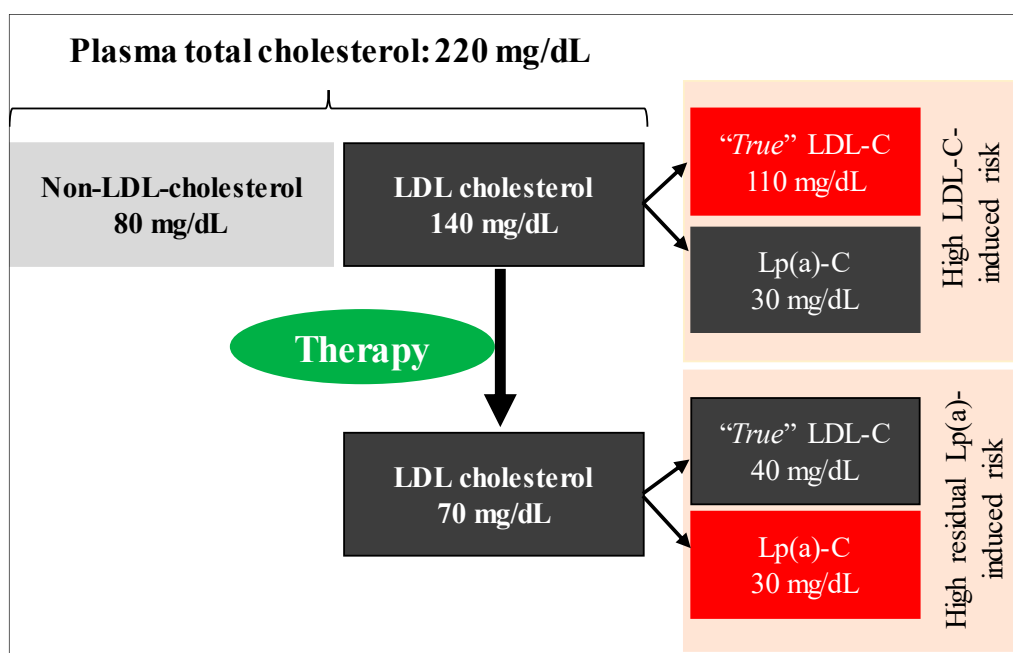 Plasma total cholesterol: 220 mg/dL
Non-LDL-cholesterol
80 mg/dL
LDL cholesterol
140 mg/dL
“True” LDL-C
110 mg/dL
Lp(a)-C
30 mg/dL
High LDL-C-
induced risk
Therapy
LDL cholesterol
70 mg/dL
“True” LDL-C
40 mg/dL
Lp(a)-C
30 mg/dL
High residual Lp(a)-
induced risk